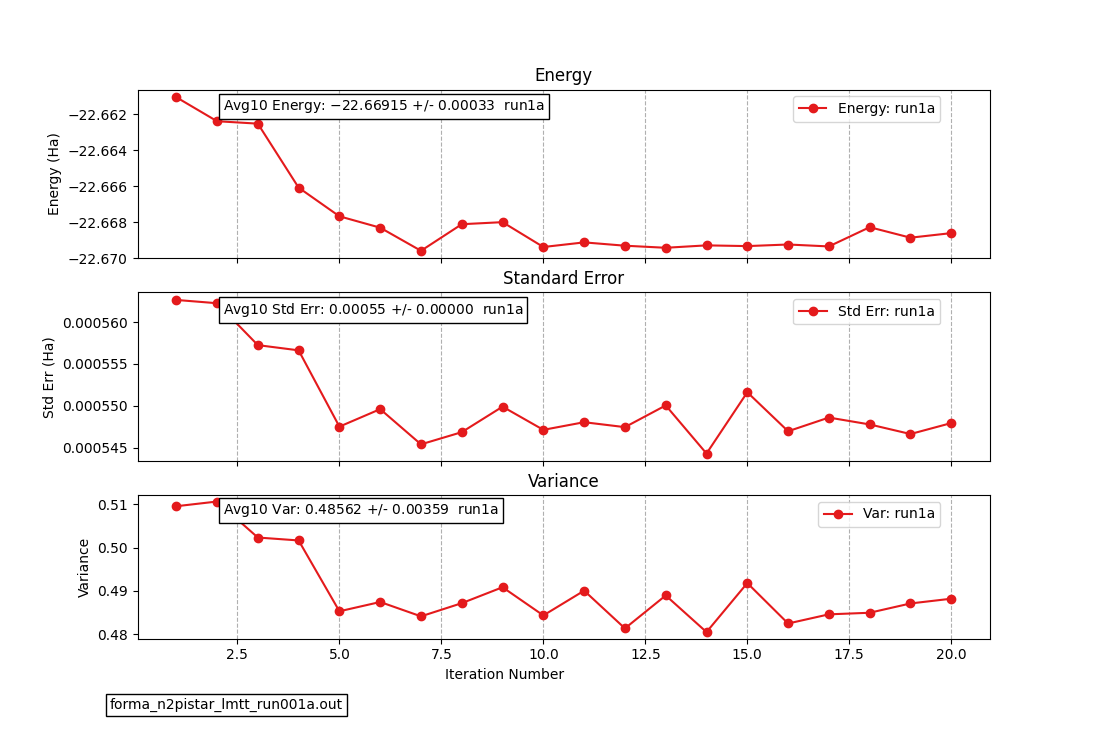 Energy
Avg10 Energy: −22.66915 +/- 0.00033  run1a
Energy: run1a
Energy (Ha)
−22.662
−22.664
−22.666
−22.668
−22.670
Standard Error
Avg10 Std Err: 0.00055 +/- 0.00000  run1a
Std Err: run1a
Std Err (Ha)
0.000560
0.000555
0.000550
0.000545
Variance
Avg10 Var: 0.48562 +/- 0.00359  run1a
Var: run1a
Variance
0.51
0.50
0.49
0.48
2.5 5.0 7.5 10.0 12.5 15.0 17.5 20.0
Iteration Number
forma_n2pistar_lmtt_run001a.out